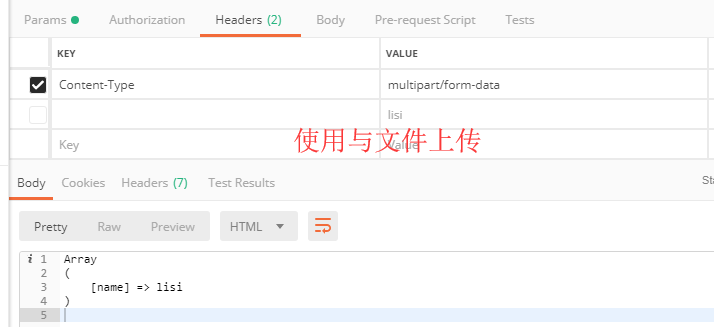 Params Authorization Headers (2) Body Pre-request Script Tests
KEY VALUE
Content-Type multipart/form-data
lisi
使用与文件上传
Key Value
Body Cookies Headers (7) Test Results Sta
Pretty Raw Preview HTML
i 1 Array
2 (
3 [name] => lisi
4 )
5